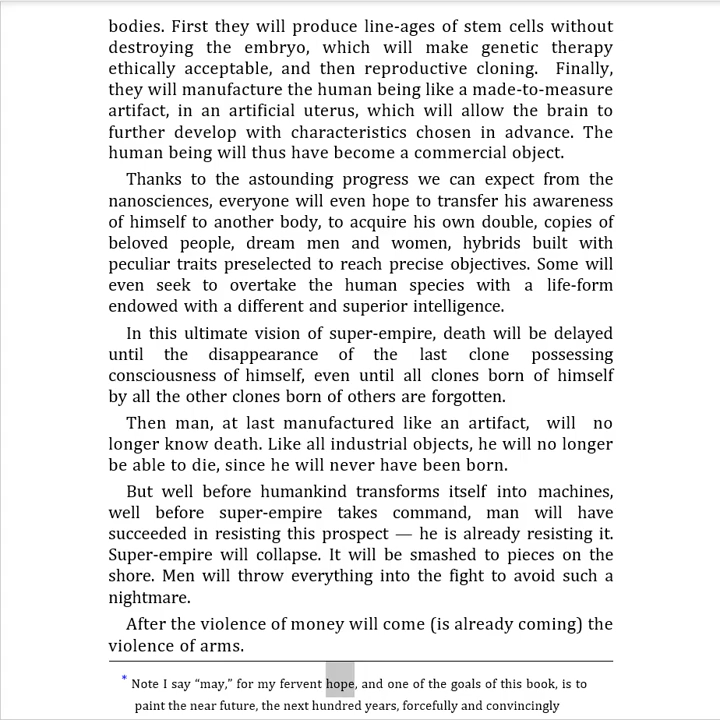 bodies. First they will produce line-ages of stem cells without
destroying the embryo, which will make genetic therapy
ethically acceptable, and then reproductive cloning. Finally,
they will manufacture the human being like a made-to-measure
artifact, in an artificial uterus, which will allow the brain to
further develop with characteristics chosen in advance. The
human being will thus have become a commercial object.
Thanks to the astounding progress we can expect from the
nanosciences, everyone will even hope to transfer his awareness
of himself to another body, to acquire his own double, copies of
beloved people, dream men and women, hybrids built with
peculiar traits preselected to reach precise objectives. Some will
even seek to overtake the human species with a life-form
endowed with a different and superior intelligence.
In this ultimate vision of super-empire, death will be delayed
until the disappearance of the last clone possessing
consciousness of himself, even until all clones born of himself
by all the other clones born of others are forgotten.
Then man, at last manufactured like an artifact, will no
longer know death. Like all industrial objects, he will no longer
be able to die, since he will never have been born.
But well before humankind transforms itself into machines,
well before super-empire takes command, man will have
succeeded in resisting this prospect — he is already resisting it.
Super-empire will collapse. It will be smashed to pieces on the
shore. Men will throw everything into the fight to avoid such a
nightmare.
After the violence of money will come (is already coming) the
violence of arms.
* Note I say “may,” for my fervent hope, and one of the goals of this book, is to
paint the near future, the next hundred years, forcefully and convincingly